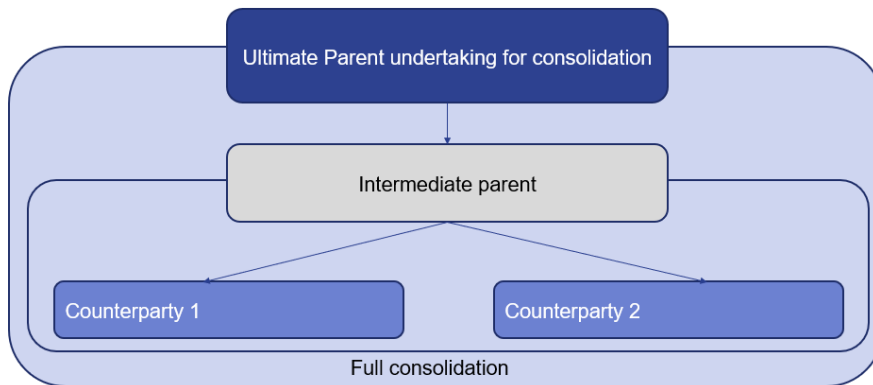 Ultimate Parent undertaking for consolidation
Intermediate parent
Counterparty 1
Counterparty 2
Full consolidation